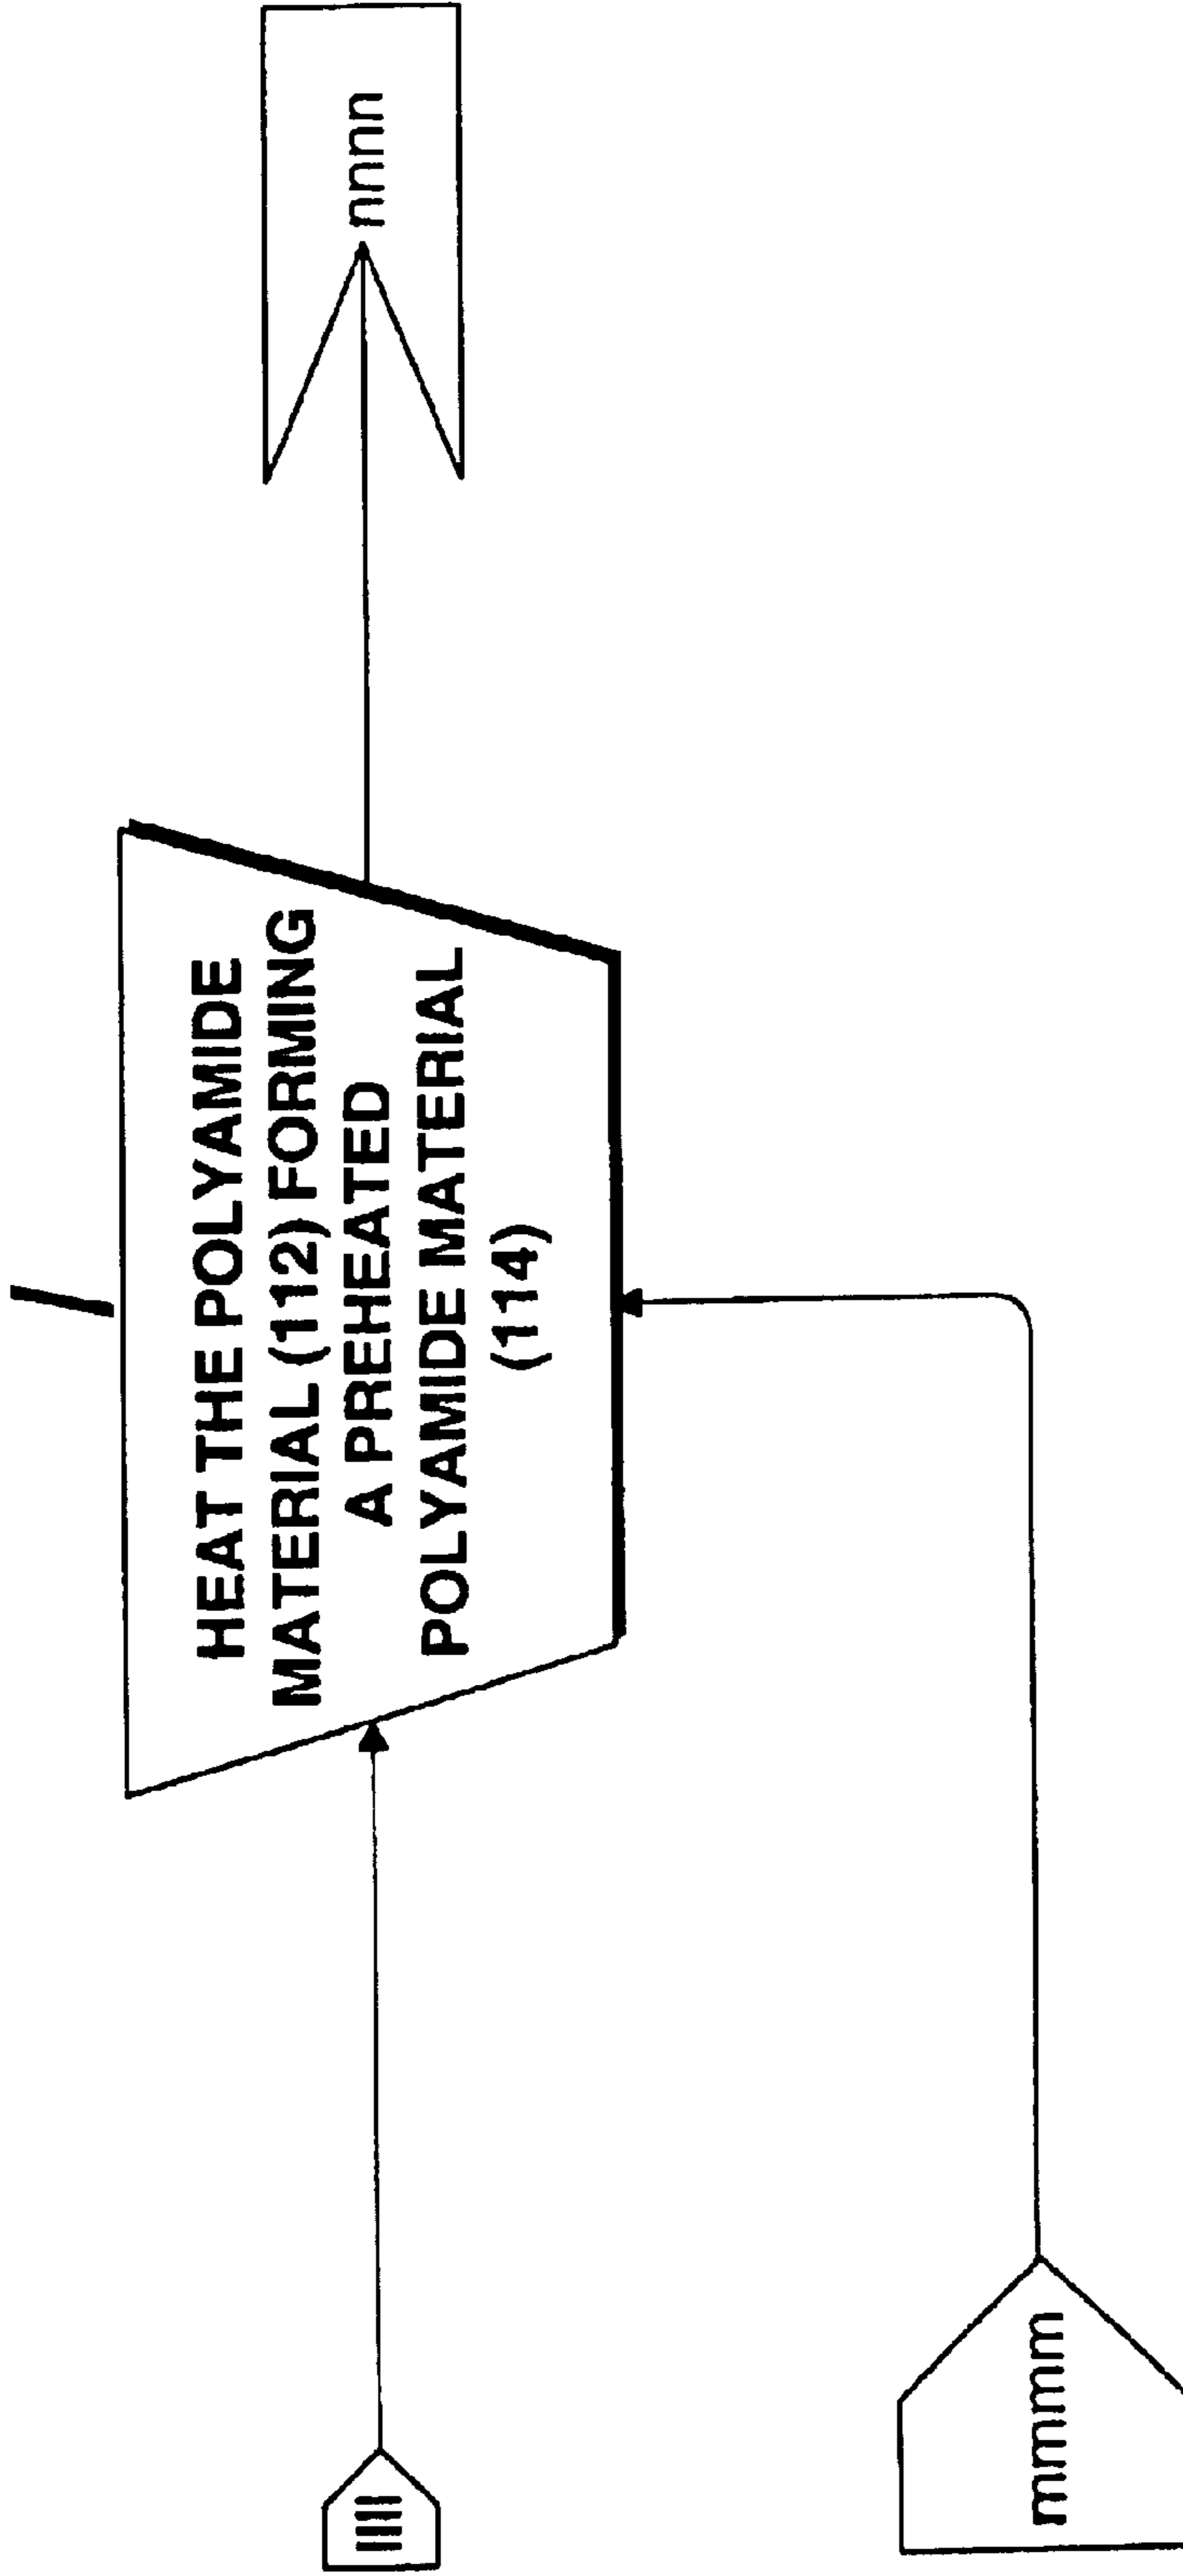 HEAT THE POLYAMIDE
MATERIAL (112) FORMING
A PREHEATED
POLYAMIDE MATERIAL
(114)
nnnn
llll
mmmm